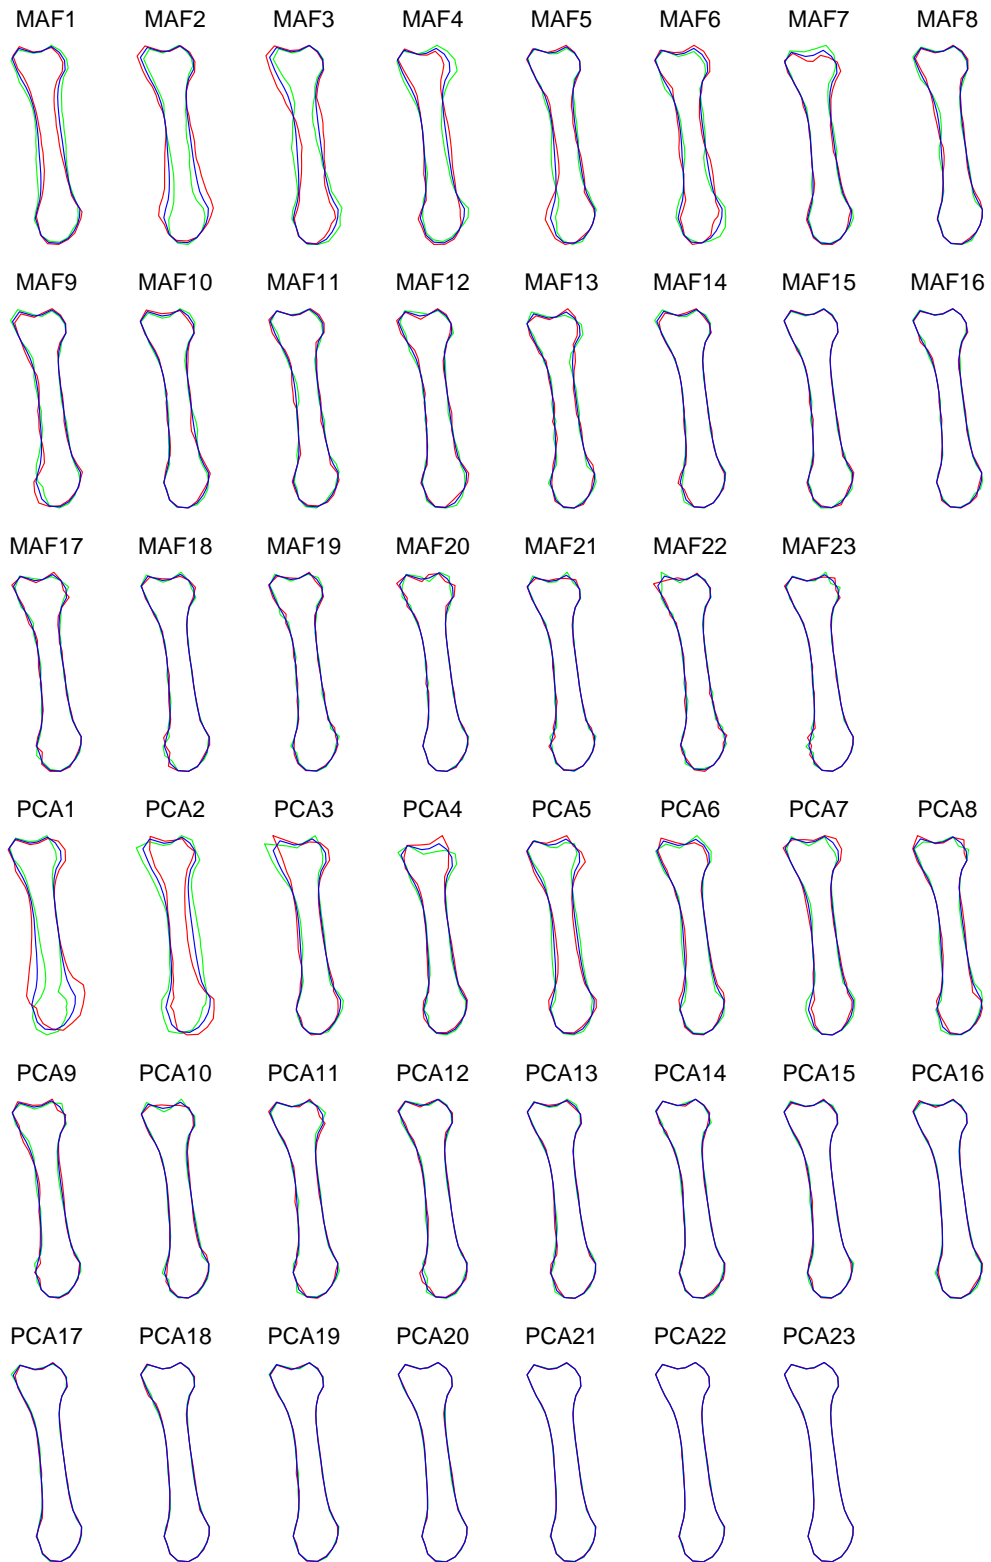 MAF1 MAF2 MAF3 MAF4 MAF5 MAF6 MAF7 MAF8
MAF9 MAF10 MAF11 MAF12 MAF13 MAF14 MAF15 MAF16
MAF17 MAF18 MAF19 MAF20 MAF21 MAF22 MAF23
PCA1 PCA2 PCA3 PCA4 PCA5 PCA6 PCA7 PCA8
PCA9 PCA10 PCA11 PCA12 PCA13 PCA14 PCA15 PCA16
PCA17 PCA18 PCA19 PCA20 PCA21 PCA22 PCA23